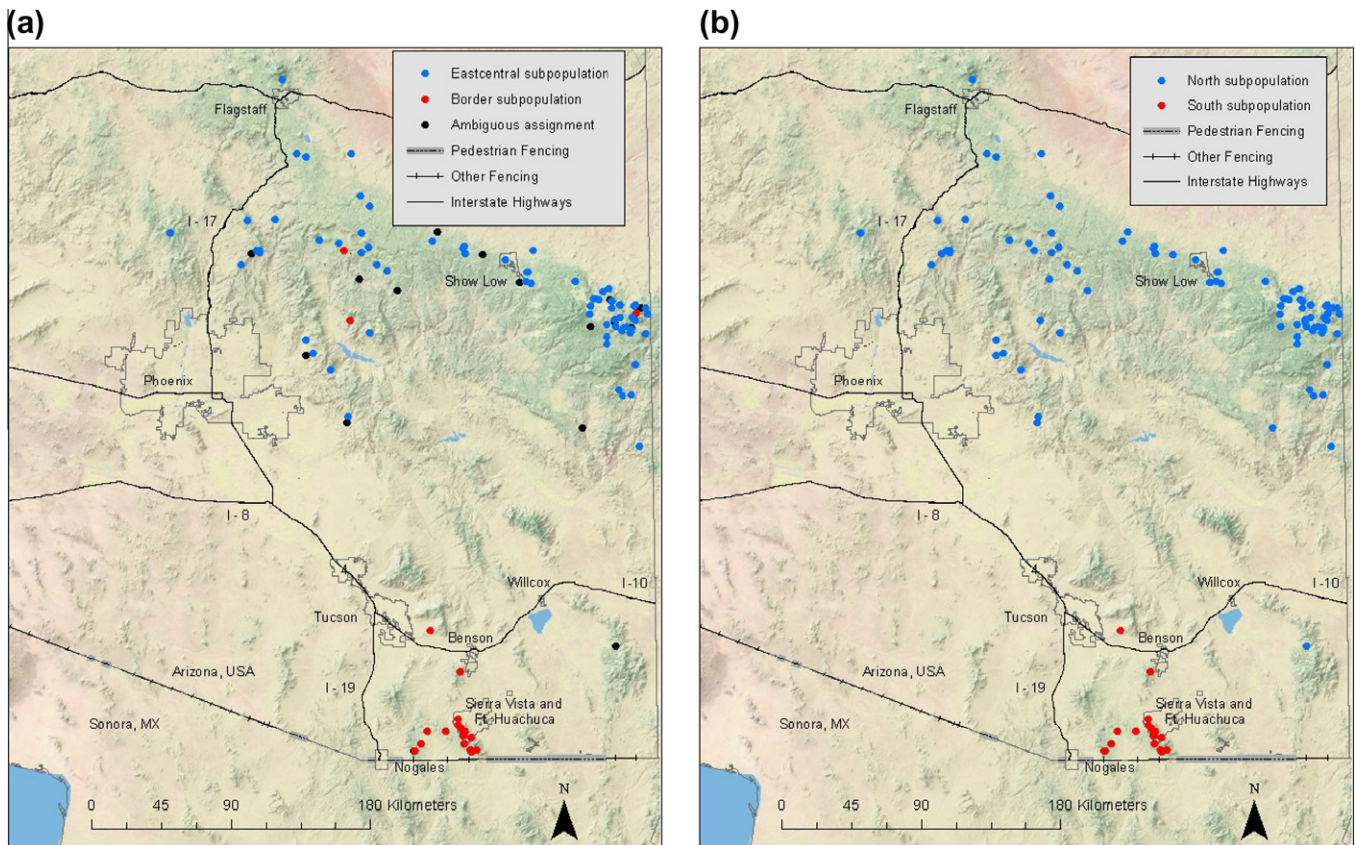 (a)
Eastcentral subpopulation
Border subpopulation
Ambiguous assignment
Pedestrian Fencing
Other Fencing
Interstate Highways
Flagstaff
I - 17
Show Low
Phoenix
I - 8
Willcox
I -10
Tucson
Benson
Arizona, USA
I - 19
Sierra Vista and
Ft. Huachuca
Sonora, MX
Nogales
N
0 45 90 180 Kilometers
(b)
North subpopulation
South subpopulation
Pedestrian Fencing
Other Fencing
Interstate Highways
Flagstaff
I - 17
Show Low
Phoenix
I - 8
Willcox
I -10
Tucson
Benson
Arizona, USA
I - 19
Sierra Vista and
Ft. Huachuca
Sonora, MX
Nogales
N
0 45 90 180 Kilometers